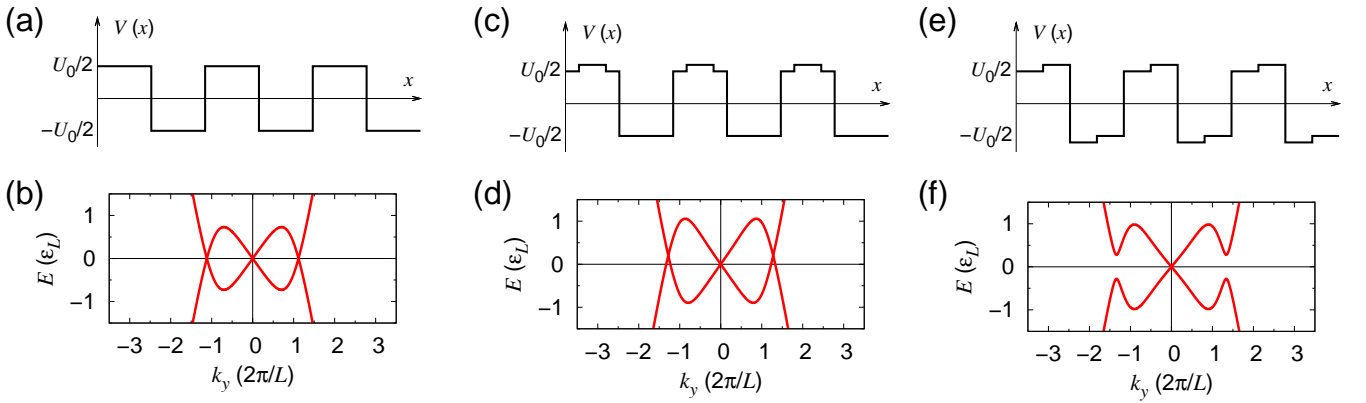 (a)
V (x)
U0/2
x
−U0/2
(b)
E (εL)
1
0
−1
−3 −2 −1 0 1 2 3
ky (2π/L)
(c)
V (x)
U0/2
x
−U0/2
(d)
E (εL)
1
0
−1
−3 −2 −1 0 1 2 3
ky (2π/L)
(e)
V (x)
U0/2
x
−U0/2
(f)
E (εL)
1
0
−1
−3 −2 −1 0 1 2 3
ky (2π/L)